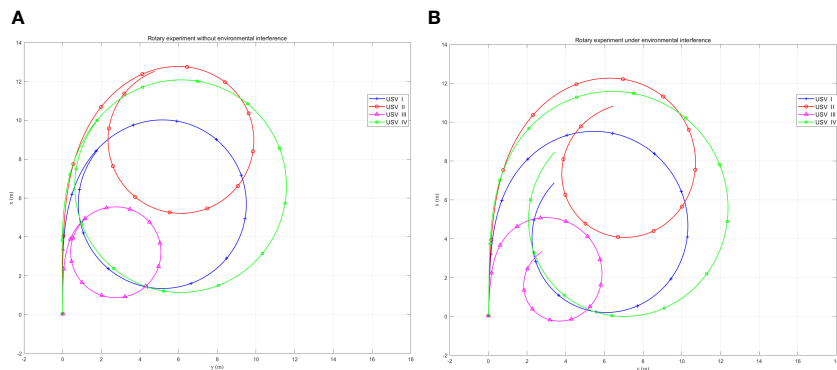 A
B
Rotary experiment without environmental interference
Rotary experiment under environmental interference
14
12
10
8
6
4
2
0
-2
x (m)
-2
0
2
4
6
8
10
12
14
16
18
y (m)
USV I
USV II
USV III
USV IV
14
12
10
8
6
4
2
0
-2
x (m)
-2
0
2
4
6
8
10
12
14
16
18
y (m)
USV I
USV II
USV III
USV IV